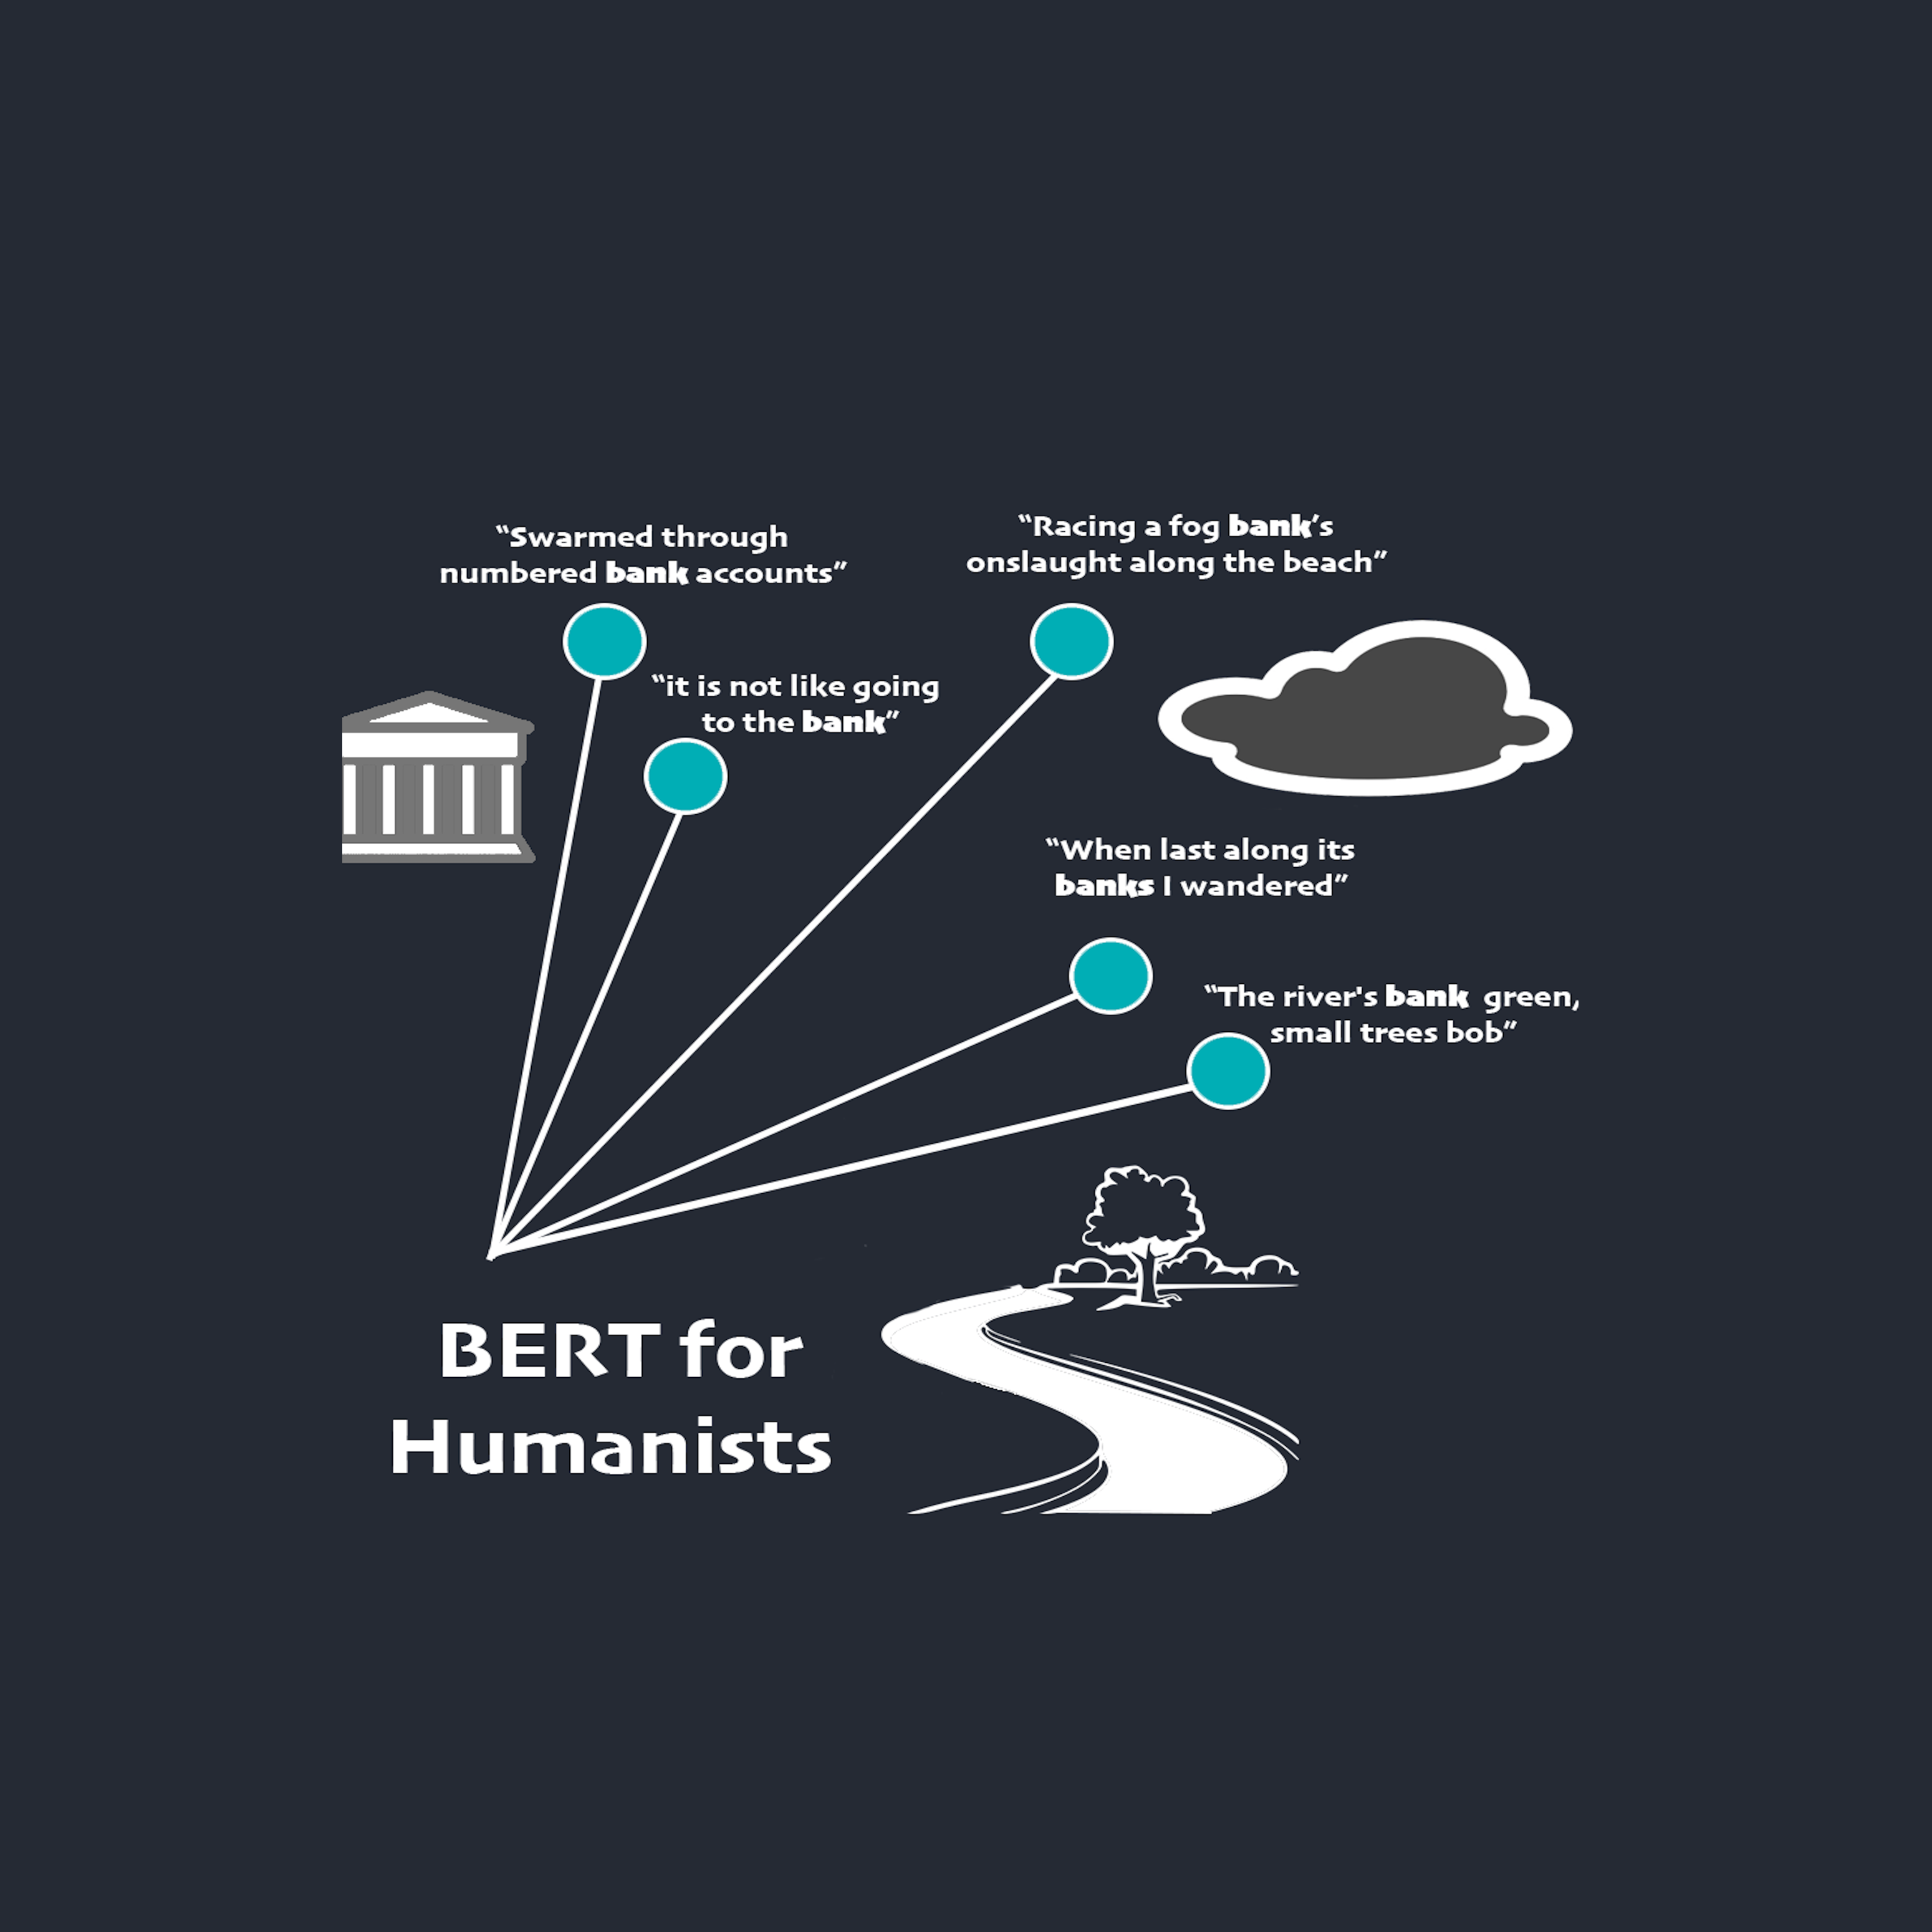 “Swarmed through
numbered bank accounts”
“Racing a fog bank’s
onslaught along the beach”
“it is not like going
to the bank”
“When last along its
banks I wandered”
“The river's bank green,
small trees bob”
BERT for
Humanists